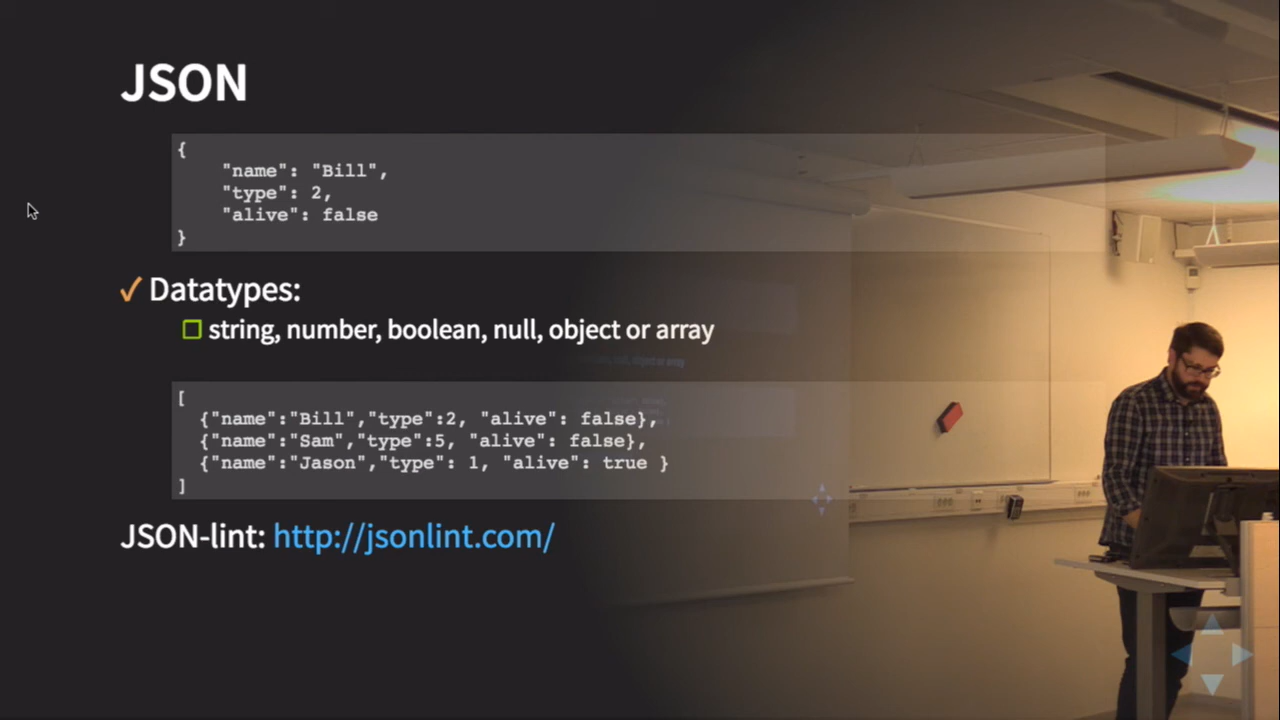 JSON
{
"name": "Bill",
"type": 2,
"alive": false
}
Datatypes:
string, number, boolean, null, object or array
[
{"name":"Bill","type":2, "alive": false},
{"name":"Sam","type":5, "alive": false},
{"name":"Jason","type": 1, "alive": true }
]
JSON-lint: http://jsonlint.com/